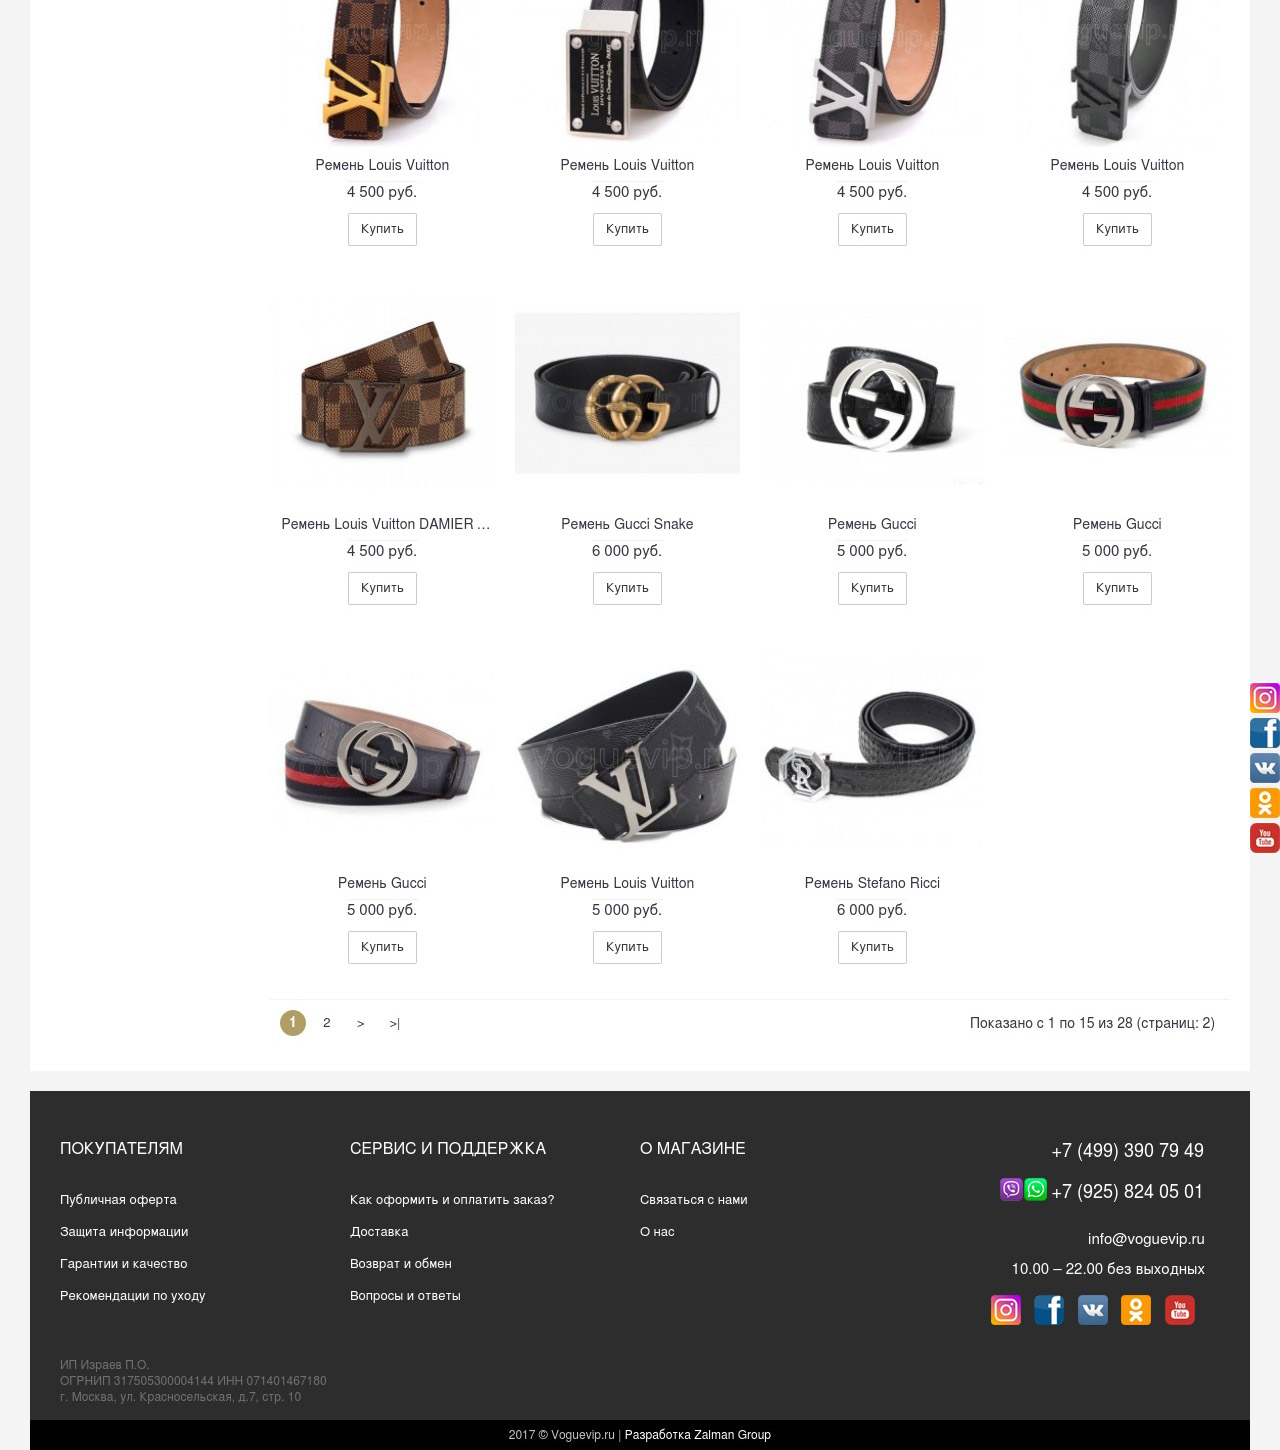 Ремень Louis Vuitton
Ремень Louis Vuitton
Ремень Louis Vuitton
Ремень Louis Vuitton
4 500 руб.
4 500 руб.
4 500 руб.
4 500 руб.
Купить
Купить
Купить
Купить
Ремень Louis Vuitton DAMIER ...
Ремень Gucci Snake
Ремень Gucci
Ремень Gucci
4 500 руб.
6 000 руб.
5 000 руб.
5 000 руб.
Купить
Купить
Купить
Купить
voguevip.ru
Ремень Gucci
Ремень Louis Vuitton
Ремень Stefano Ricci
5 000 руб.
5 000 руб.
6 000 руб.
Купить
Купить
Купить
1 2 > >|
Показано с 1 по 15 из 28 (страниц: 2)
ПОКУПАТЕЛЯМ
Публичная оферта
Защита информации
Гарантии и качество
Рекомендации по уходу
СЕРВИС И ПОДДЕРЖКА
Как оформить и оплатить заказ?
Доставка
Возврат и обмен
Вопросы и ответы
О МАГАЗИНЕ
Связаться с нами
О нас
+7 (499) 390 79 49
+7 (925) 824 05 01
info@voguevip.ru
10.00 – 22.00 без выходных
You
Tube
ИП Израев П.О.
ОГРНИП 317505300004144 ИНН 071401467180
г. Москва, ул. Красносельская, д.7, стр. 10
2017 © Voguevip.ru | Разработка Zalman Group